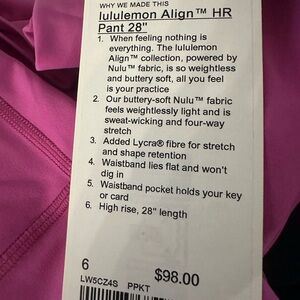 WHY WE MADE THIS
lululemon Align™ HR
Pant 28"
1. When feeling nothing is
everything. The lululemon
Align™ collection, powered by
Nulu™ fabric, is so weightless
and buttery soft, all you feel
is your practice
2. Our buttery-soft Nulu™ fabric
feels weightlessly light and is
sweat-wicking and four-way
stretch
3. Added Lycra® fibre for stretch
and shape retention
4. Waistband lies flat and won't
dig in
5. Waistband pocket holds your key
or card
6. High rise, 28" length
6 $98.00
LW5CZ4S PPKT